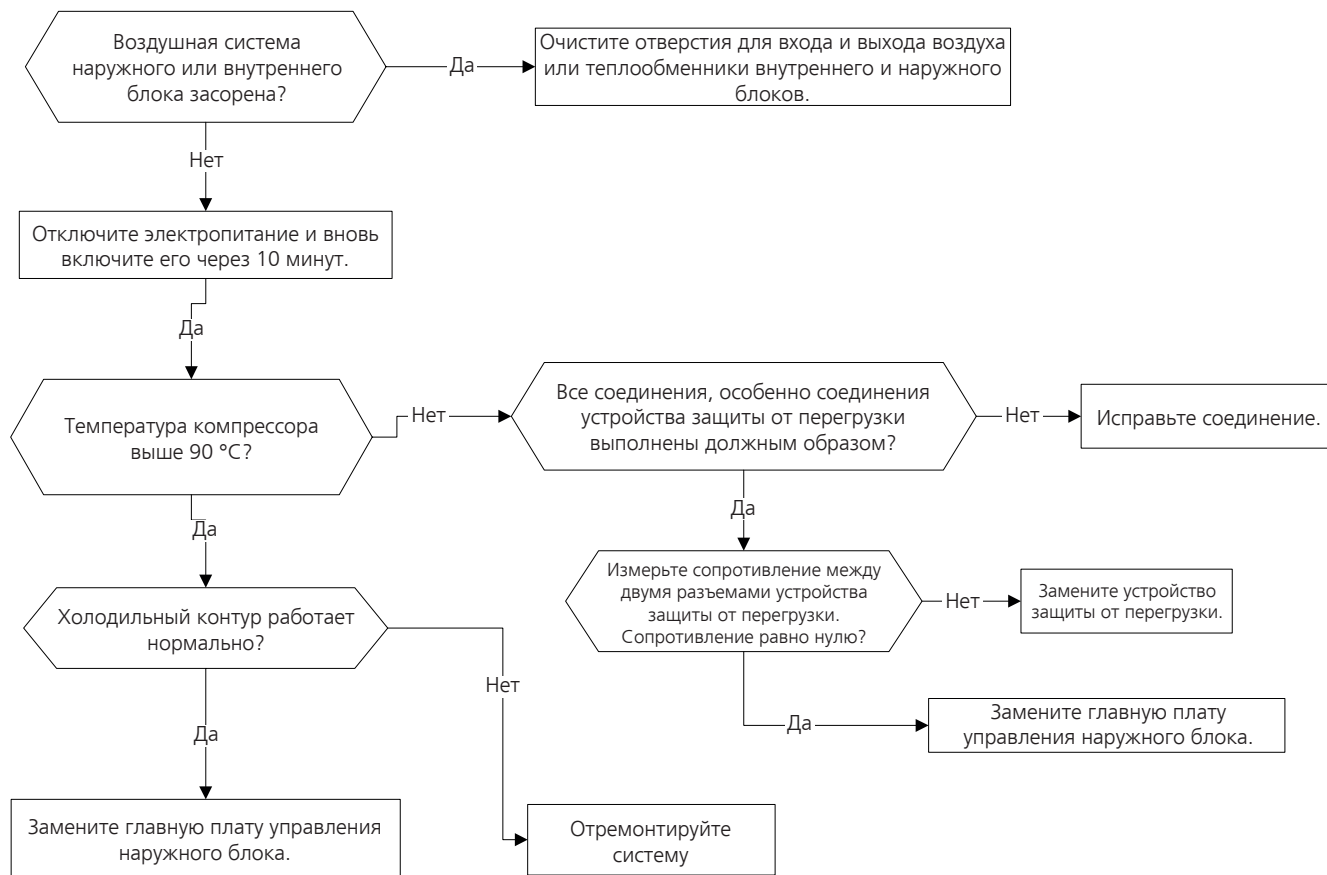 Воздушная система
наружного или внутреннего
блока засорена?
Да
Очистите отверстия для входа и выхода воздуха
или теплообменники внутреннего и наружного
блоков.
Нет
Отключите электропитание и вновь
включите его через 10 минут.
Да
Температура компрессора
выше 90 °C?
Нет
Все соединения, особенно соединения
устройства защиты от перегрузки
выполнены должным образом?
Нет
Исправьте соединение.
Да
Да
Измерьте сопротивление между
двумя разъемами устройства
защиты от перегрузки.
Сопротивление равно нулю?
Нет
Замените устройство
защиты от перегрузки.
Холодильный контур работает
нормально?
Нет
Да
Да
Замените главную плату
управления наружного блока.
Замените главную плату управления
наружного блока.
Отремонтируйте
систему